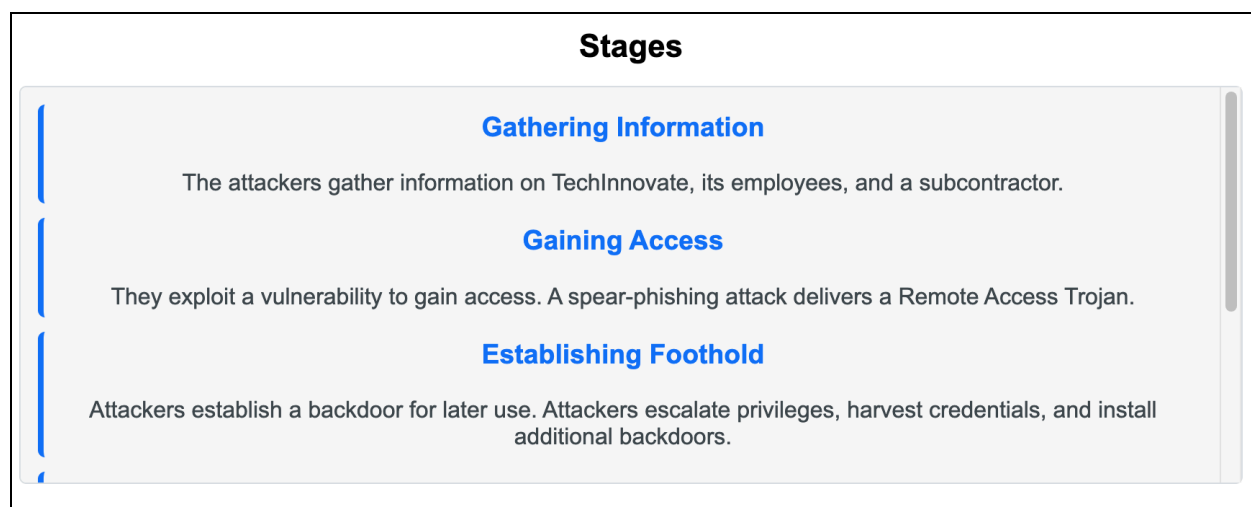 Stages
Gathering Information
The attackers gather information on TechInnovate, its employees, and a subcontractor.
Gaining Access
They exploit a vulnerability to gain access. A spear-phishing attack delivers a Remote Access Trojan.
Establishing Foothold
Attackers establish a backdoor for later use. Attackers escalate privileges, harvest credentials, and install
additional backdoors.